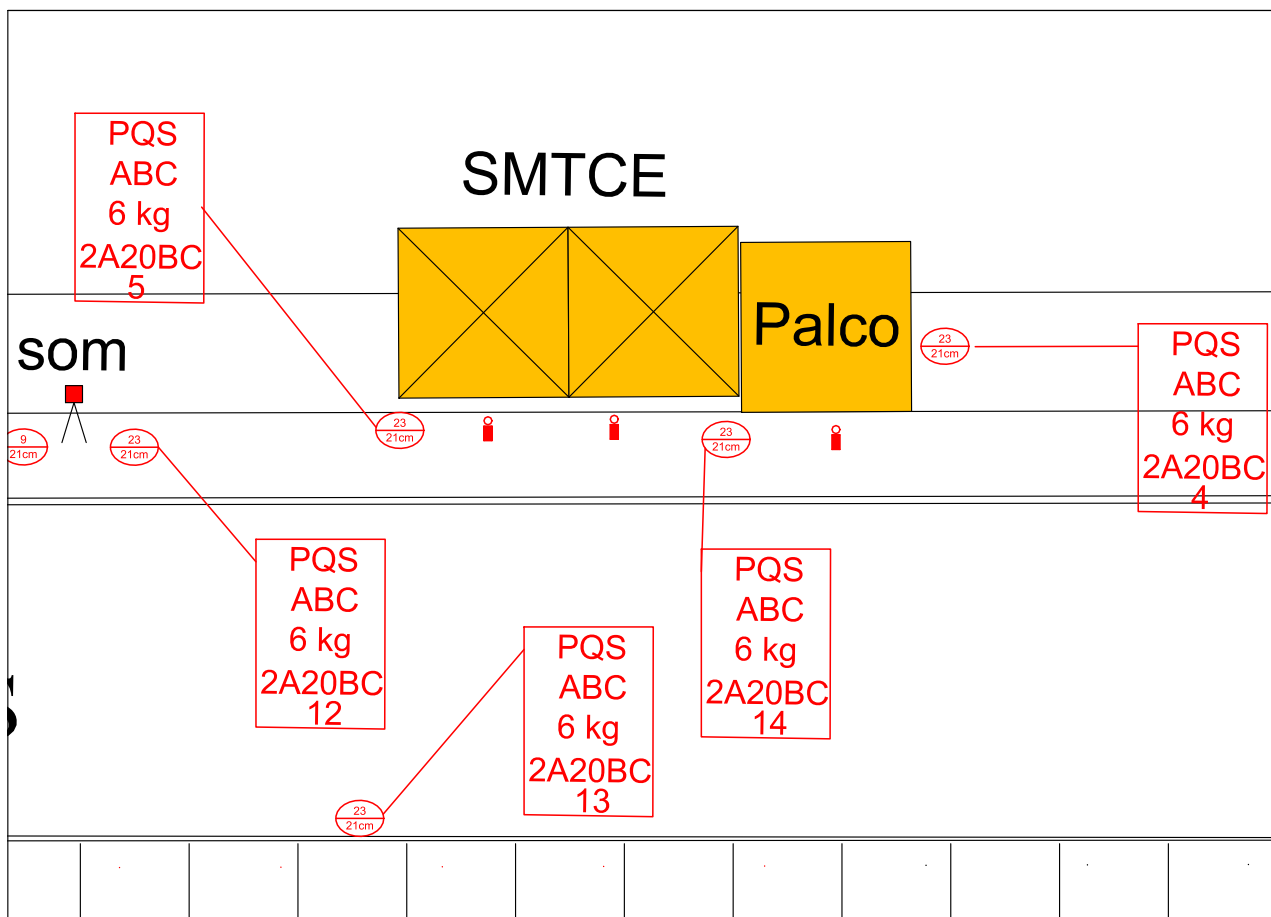 PQS
ABC
6 kg
2A20BC
5
SMTCE
som
Palco
23
21cm
PQS
ABC
6 kg
2A20BC
4
23
21cm
23
21cm
9
21cm
23
21cm
PQS
ABC
6 kg
2A20BC
12
PQS
ABC
6 kg
2A20BC
14
PQS
ABC
6 kg
2A20BC
13
23
21cm